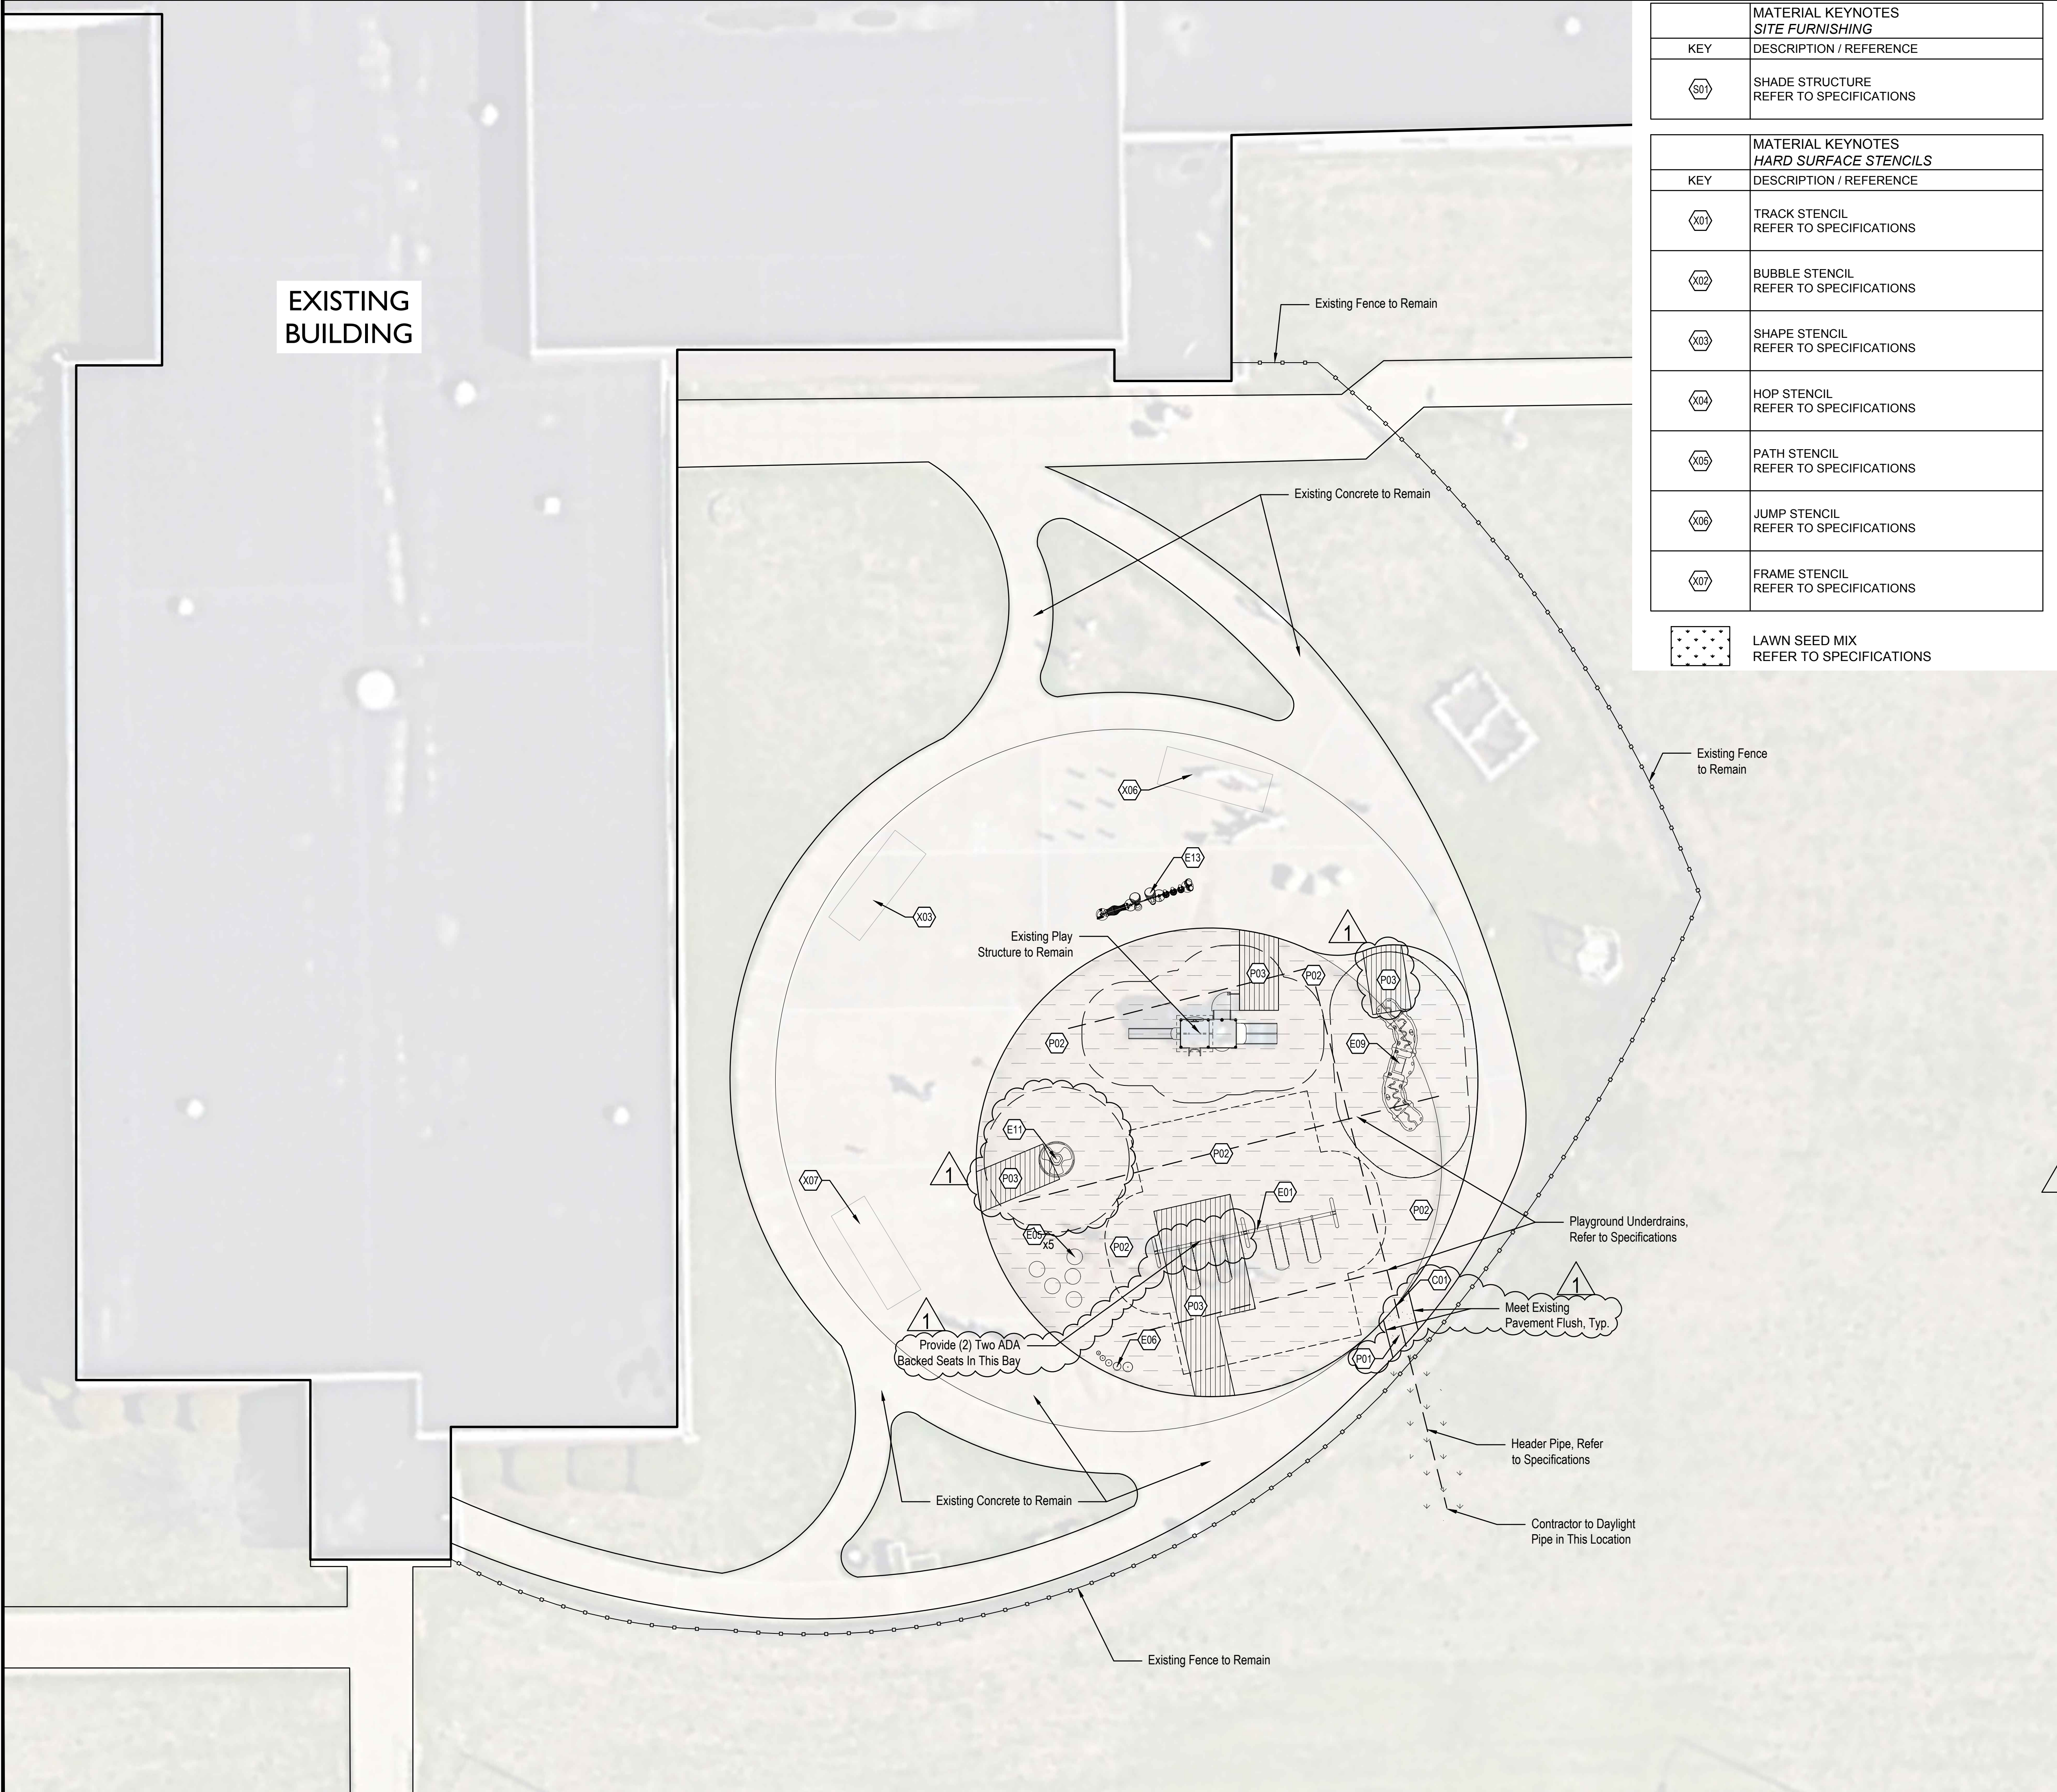 MATERIAL KEYNOTES
SITE FURNISHING
KEY DESCRIPTION / REFERENCE
S01 SHADE STRUCTURE
REFER TO SPECIFICATIONS
MATERIAL KEYNOTES
HARD SURFACE STENCILS
KEY DESCRIPTION / REFERENCE
X01 TRACK STENCIL
REFER TO SPECIFICATIONS
X02 BUBBLE STENCIL
REFER TO SPECIFICATIONS
X03 SHAPE STENCIL
REFER TO SPECIFICATIONS
X04 HOP STENCIL
REFER TO SPECIFICATIONS
X05 PATH STENCIL
REFER TO SPECIFICATIONS
X06 JUMP STENCIL
REFER TO SPECIFICATIONS
X07 FRAME STENCIL
REFER TO SPECIFICATIONS
LAWN SEED MIX
REFER TO SPECIFICATIONS
EXISTING
BUILDING
Existing Fence to Remain
Existing Concrete to Remain
Existing Fence
to Remain
X06
E13
X03
Existing Play
Structure to Remain
1
P03
P02
P03
P02
E09
E11
P02
1
P03
X07
E01
P02
Playground Underdrains,
Refer to Specifications
E05
x5
P02
C01
1
P03
Meet Existing
Pavement Flush, Typ.
1
Provide (2) Two ADA
Backed Seats In This Bay
E06
P01
Header Pipe, Refer
to Specifications
Existing Concrete to Remain
Contractor to Daylight
Pipe in This Location
Existing Fence to Remain